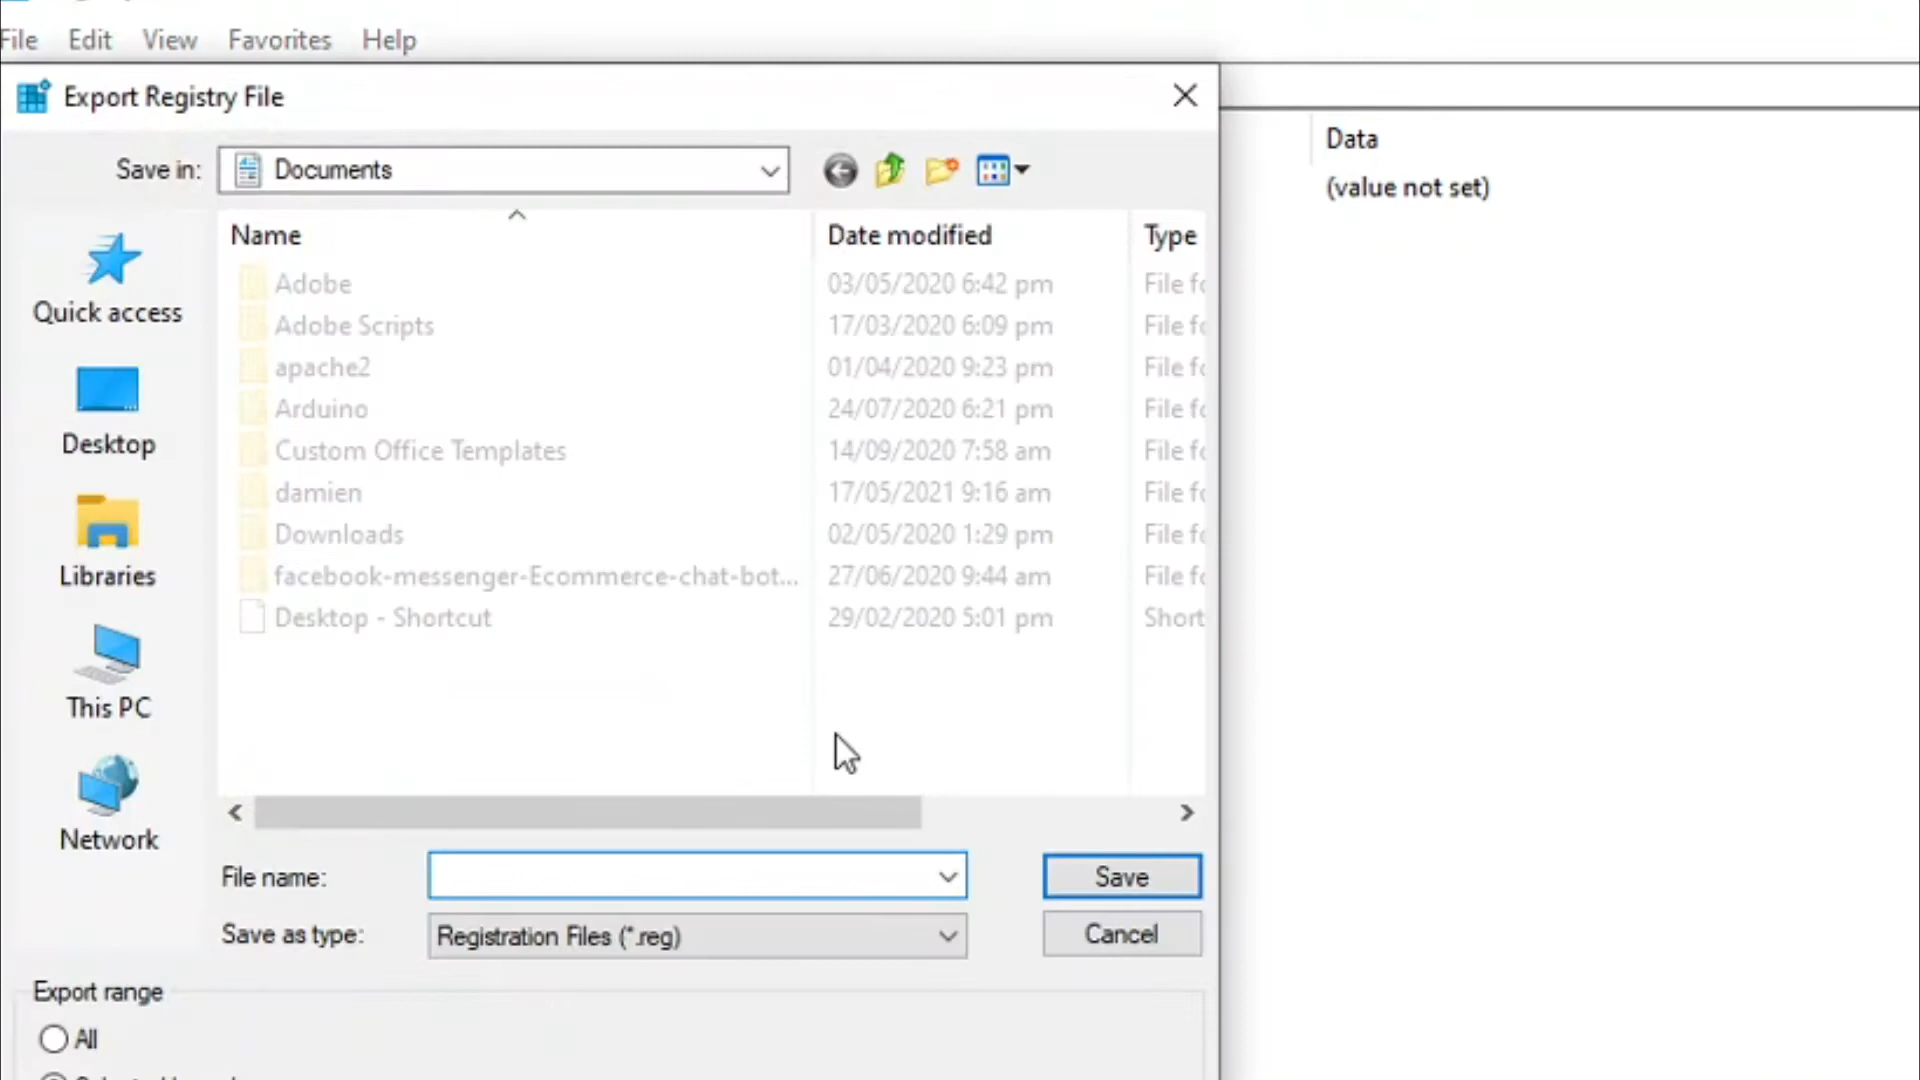 File Edit View Favorites Help
Export Registry File
Data
Save in: Documents
(value not set)
Name Date modified Type
Adobe 03/05/2020 6:42 pm File fo
Adobe Scripts 17/03/2020 6:09 pm File fo
apache2 01/04/2020 9:23 pm File fo
Arduino 24/07/2020 6:21 pm File fo
Custom Office Templates 14/09/2020 7:58 am File fo
damien 17/05/2021 9:16 am File fo
Downloads 02/05/2020 1:29 pm File fo
facebook-messenger-Ecommerce-chat-bot... 27/06/2020 9:44 am File fo
Desktop - Shortcut 29/02/2020 5:01 pm Short
Quick access
Desktop
Libraries
This PC
Network
File name: Save
Save as type: Registration Files (*.reg) Cancel
Export range
All